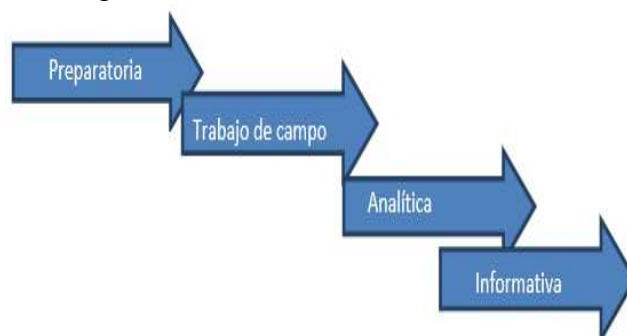 Preparatoria
Trabajo de campo
Analítica
Informativa